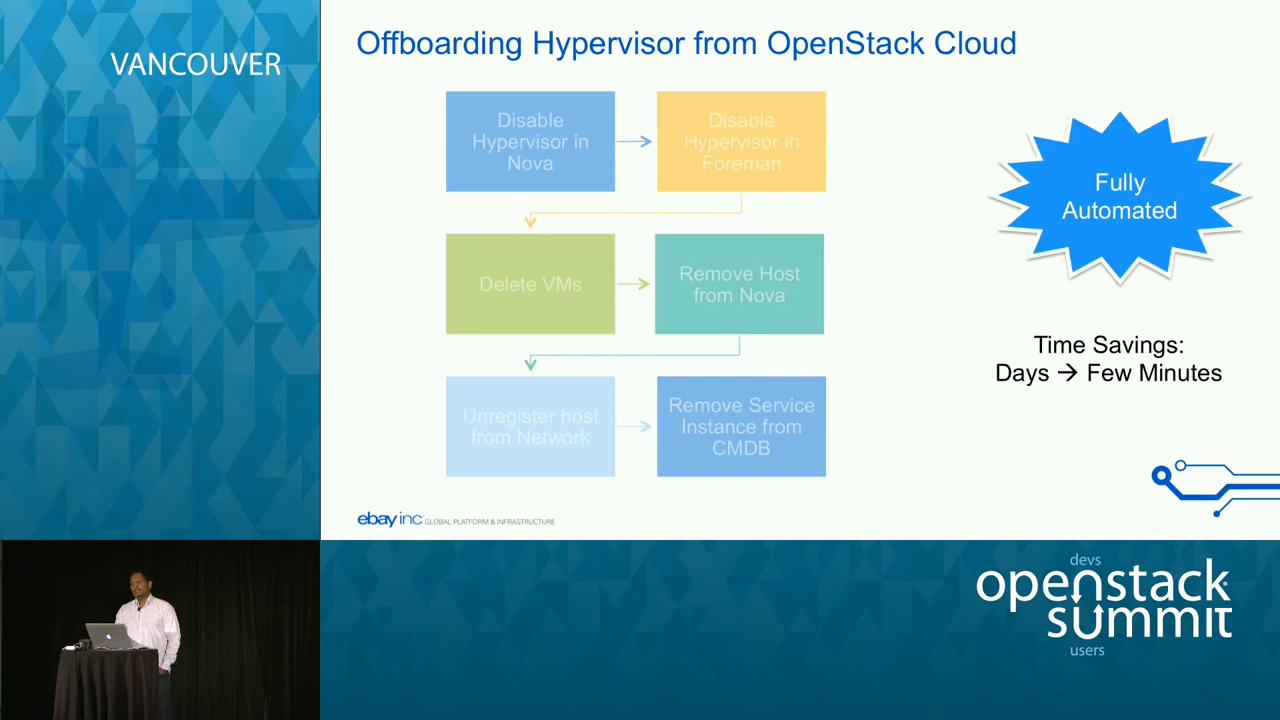 VANCOUVER
Offboarding Hypervisor from OpenStack Cloud
Disable
Hypervisor in
Nova
Disable
Hypervisor in
Foreman
Delete VMs
Remove Host
from Nova
Unregister host
from Network
Remove Service
Instance from
CMDB
Fully
Automated
Time Savings:
Days → Few Minutes
ebay inc GLOBAL PLATFORM & INFRASTRUCTURE
devs
openstack
summit
users